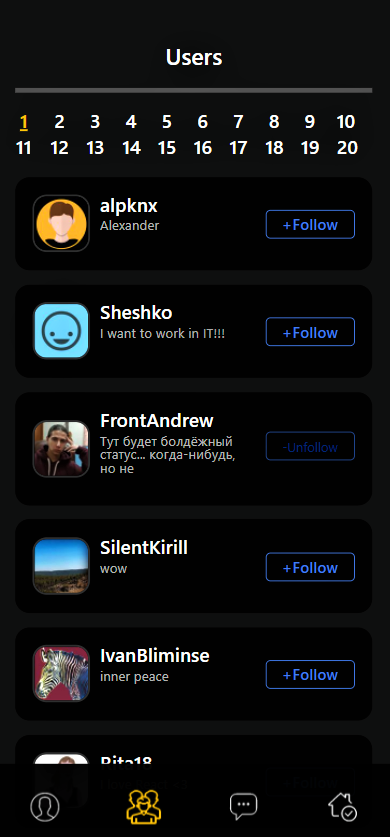 Users
1 2 3 4 5 6 7 8 9 10
11 12 13 14 15 16 17 18 19 20
alpknx
Alexander
+Follow
Sheshko
I want to work in IT!!!
+Follow
FrontAndrew
Тут будет болдёжный
статус... когда-нибудь,
но не
-Unfollow
SilentKirill
wow
+Follow
IvanBliminse
inner peace
+Follow
Rita18